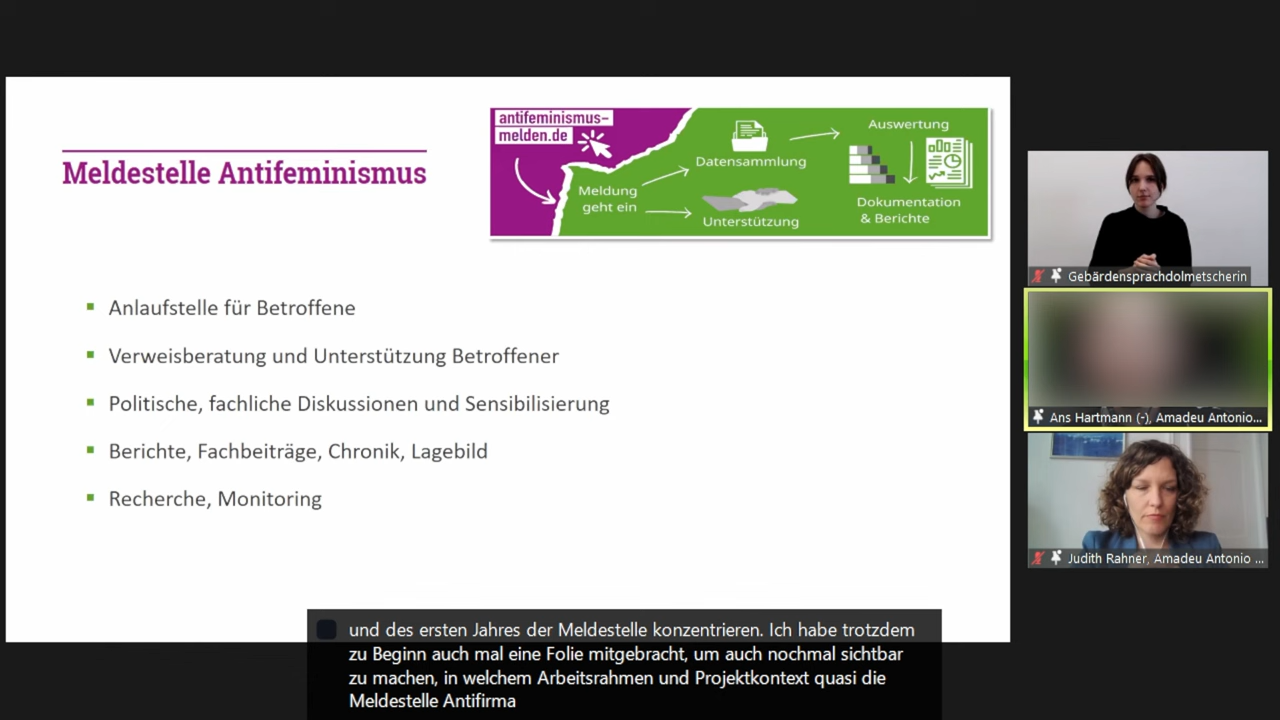 Meldestelle Antifeminismus
antifeminismus-
melden.de
Meldung
geht ein
Datensammlung
Unterstützung
Auswertung
Dokumentation
& Berichte
Anlaufstelle für Betroffene
Verweisberatung und Unterstützung Betroffener
Politische, fachliche Diskussionen und Sensibilisierung
Berichte, Fachbeiträge, Chronik, Lagebild
Recherche, Monitoring
Gebärdensprachdolmetscherin
Ans Hartmann (-), Amadeu Antonio...
Judith Rahner, Amadeu Antonio ...
und des ersten Jahres der Meldestelle konzentrieren. Ich habe trotzdem
zu Beginn auch mal eine Folie mitgebracht, um auch nochmal sichtbar
zu machen, in welchem Arbeitsrahmen und Projektkontext quasi die
Meldestelle Antifirma